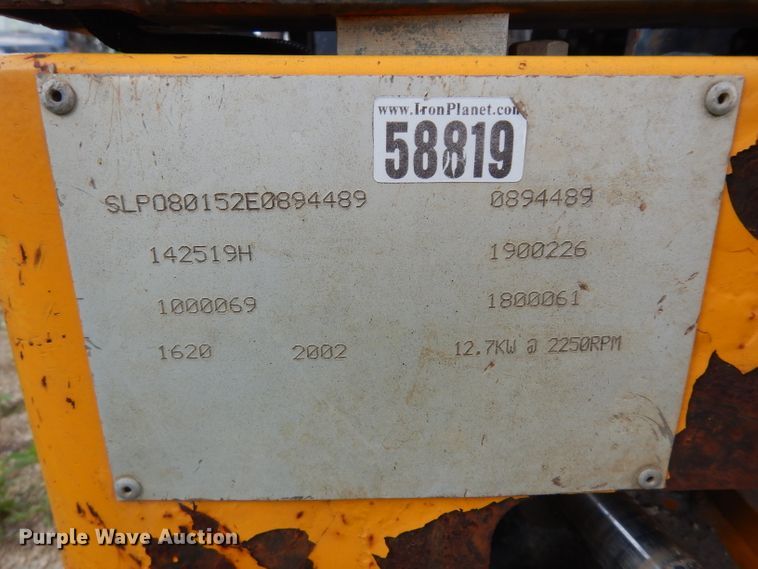 www.IronPlanet.com
58819
SLP080152E0894489 0894489
142519H 1900226
1000069 1800061
1620 2002 12.7KW @ 2250RPM
Purple Wave Auction